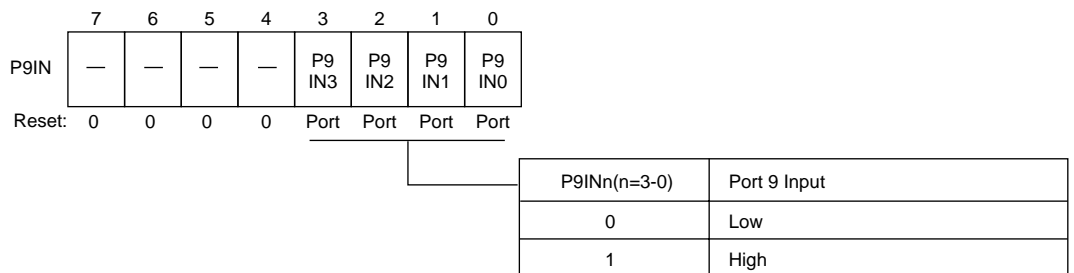 7 6 5 4 3 2 1 0
P9IN — — — — P9 IN3 P9 IN2 P9 IN1 P9 IN0
Reset: 0 0 0 0 Port Port Port Port
P9INn(n=3-0) Port 9 Input
0 Low
1 High